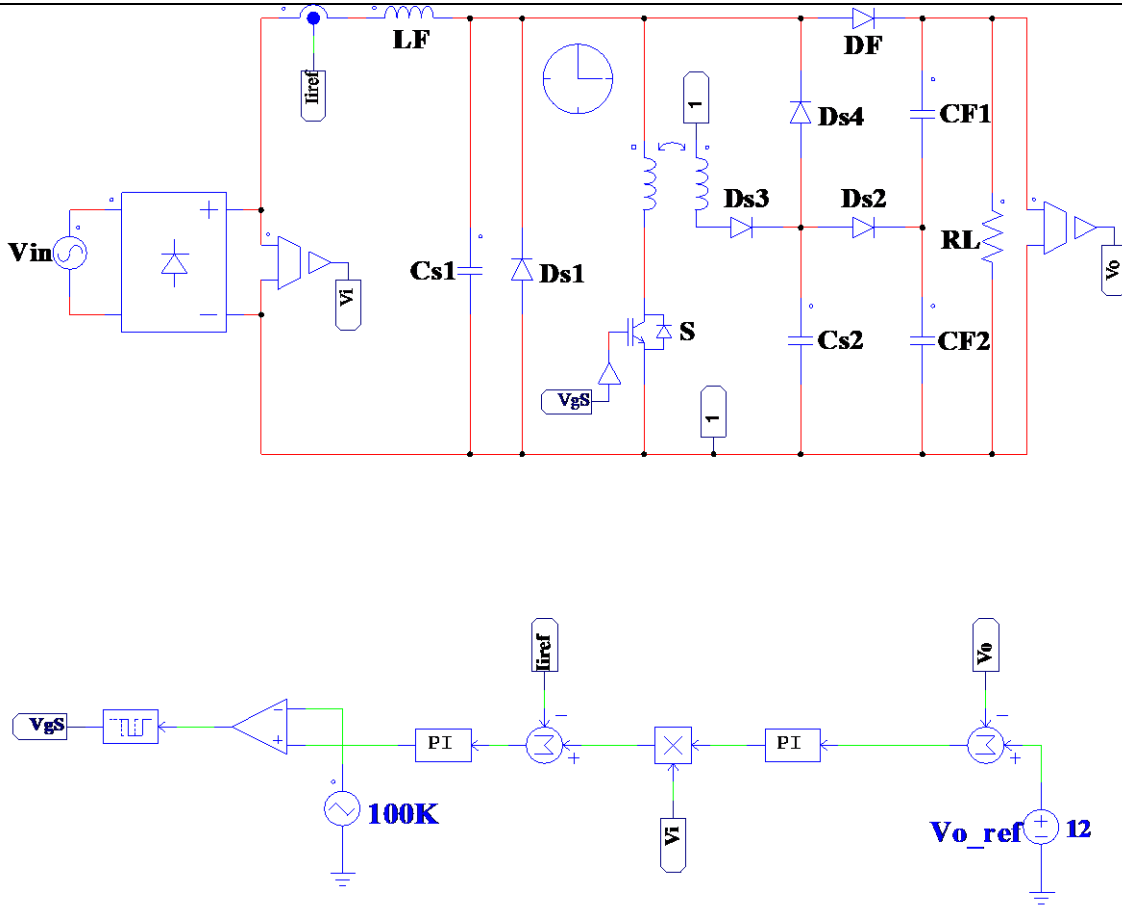 LF
DF
Iiref
1
Ds4
CF1
Ds3
Ds2
RL
Vin
+
−
Vi
Cs1
Ds1
S
Cs2
CF2
Vo
VgS
1
Iiref
Vo
VgS
−
+
PI
−
Σ
+
×
PI
−
Σ
+
100K
Vi
Vo_ref
+
−
12